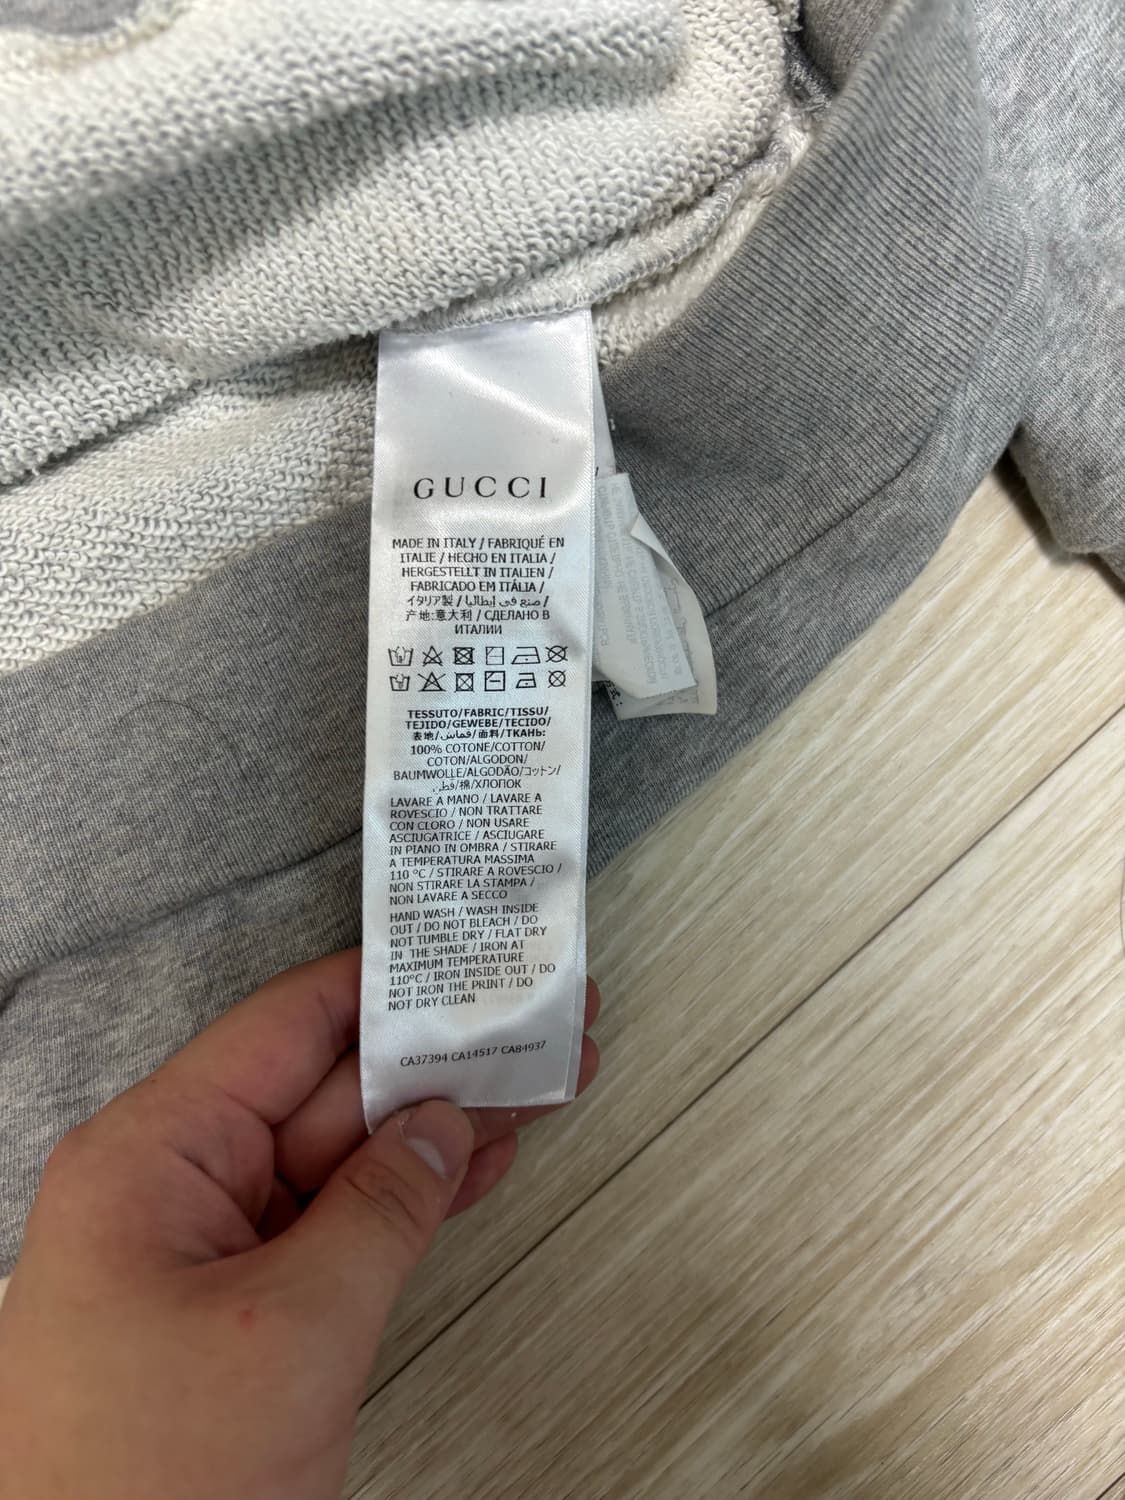 GUCCI
MADE IN ITALY / FABRIQUÉ EN
ITALIE / HECHO EN ITALIA /
HERGESTELLT IN ITALIEN /
FABRICADO EM ITÁLIA /
イタリア製 / صنع في إيطاليا /
产地:意大利 / СДЕЛАНО В
ИТАЛИИ
TESSUTO/FABRIC/TISSU/
TEJIDO/GEWEBE/TECIDO/
表地/قماش/面料/ТКАНЬ:
100% COTONE/COTTON/
COTON/ALGODON/
BAUMWOLLE/ALGODÃO/コットン/
قطن/棉/ХЛОПОК
LAVARE A MANO / LAVARE A
ROVESCIO / NON TRATTARE
CON CLORO / NON USARE
ASCIUGATRICE / ASCIUGARE
IN PIANO IN OMBRA / STIRARE
A TEMPERATURA MASSIMA
110 °C / STIRARE A ROVESCIO /
NON STIRARE LA STAMPA /
NON LAVARE A SECCO
HAND WASH / WASH INSIDE
OUT / DO NOT BLEACH / DO
NOT TUMBLE DRY / FLAT DRY
IN THE SHADE / IRON AT
MAXIMUM TEMPERATURE
110°C / IRON INSIDE OUT / DO
NOT IRON THE PRINT / DO
NOT DRY CLEAN
CA37394 CA14517 CA84937